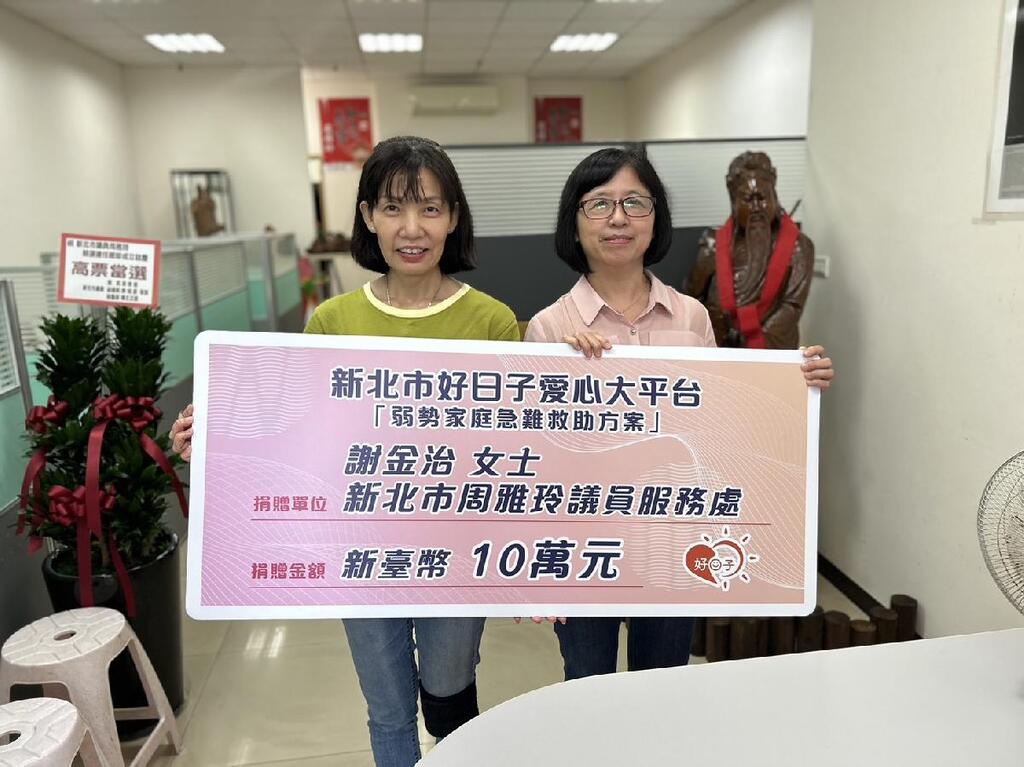 新北市好日子愛心大平台
「弱勢家庭急難救助方案」
謝金治 女士
捐贈單位 新北市周雅玲議員服務處
捐贈金額 新臺幣 10萬元
好日子
高票當選